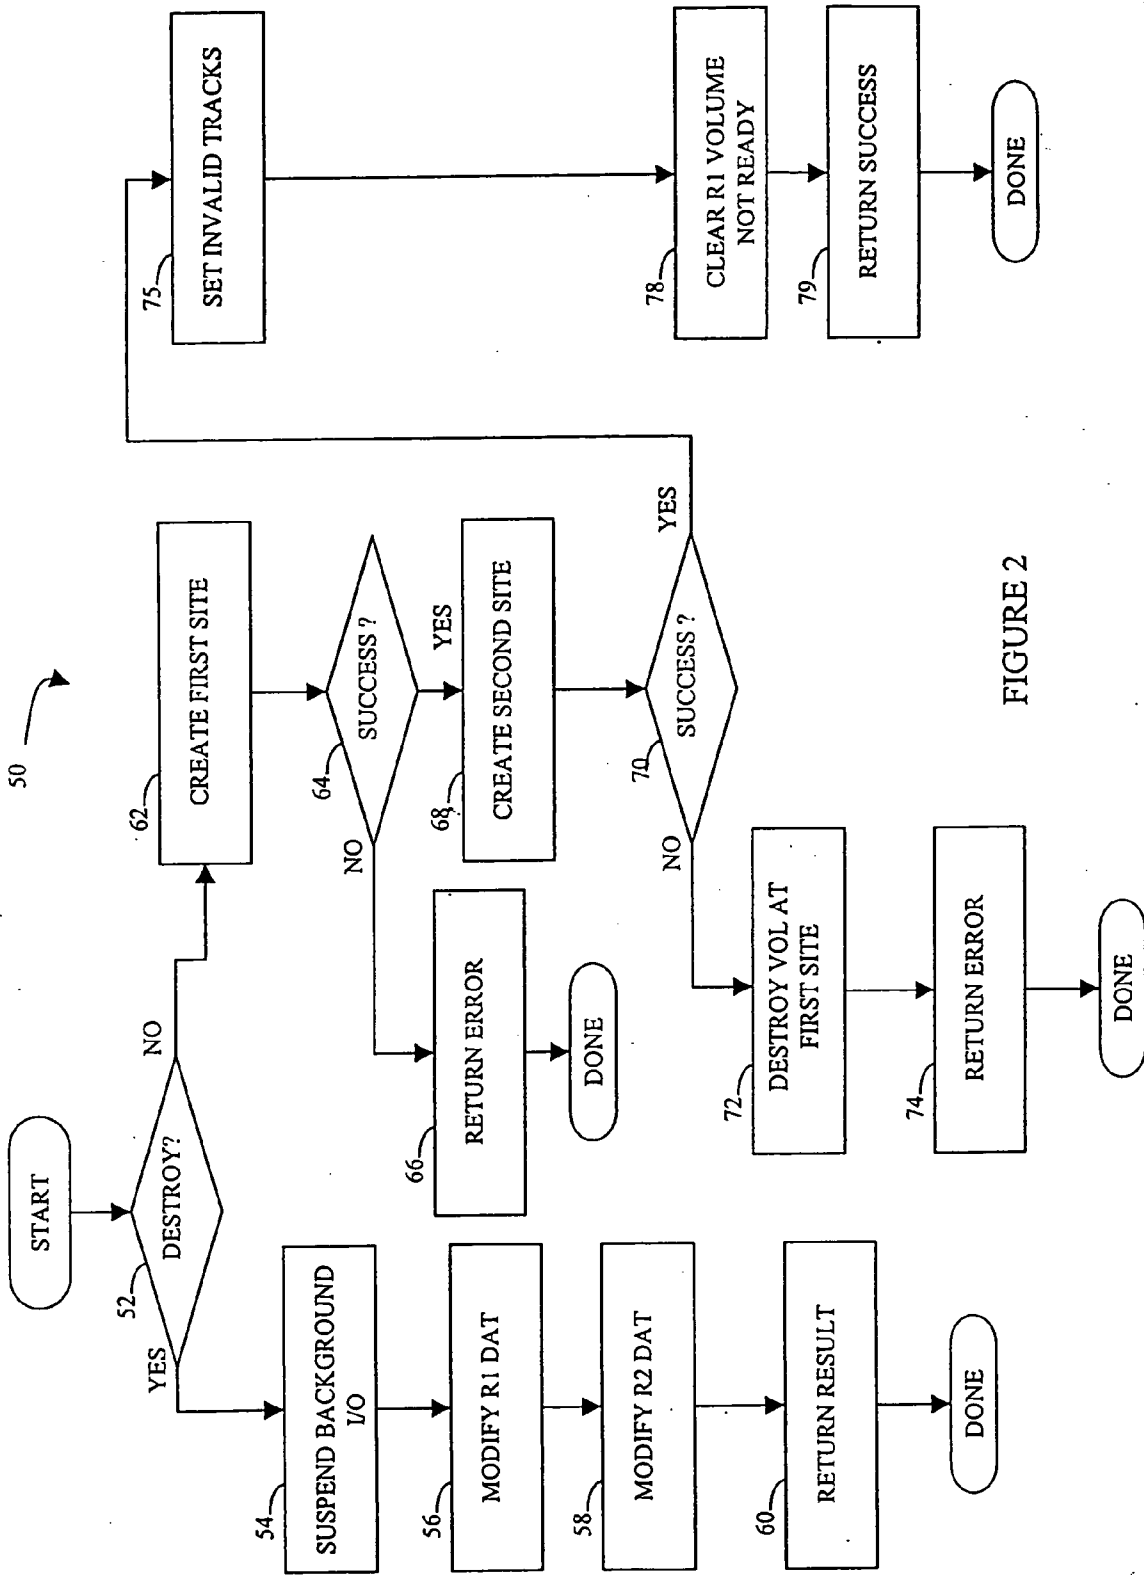 50
START
52
DESTROY?
YES
NO
54
SUSPEND BACKGROUND
I/O
56
MODIFY R1 DAT
58
MODIFY R2 DAT
60
RETURN RESULT
DONE
62
CREATE FIRST SITE
64
SUCCESS ?
NO
YES
66
RETURN ERROR
DONE
68
CREATE SECOND SITE
70
SUCCESS ?
NO
YES
72
DESTROY VOL AT
FIRST SITE
74
RETURN ERROR
DONE
75
SET INVALID TRACKS
78
CLEAR R1 VOLUME
NOT READY
79
RETURN SUCCESS
DONE
FIGURE 2